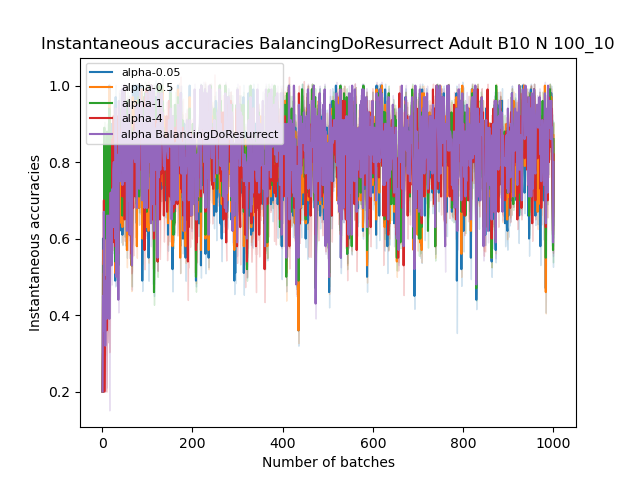 Instantaneous accuracies BalancingDoResurrect Adult B10 N 100_10
alpha-0.05
alpha-0.5
alpha-1
alpha-4
alpha BalancingDoResurrect
Instantaneous accuracies
1.0
0.8
0.6
0.4
0.2
0 200 400 600 800 1000
Number of batches